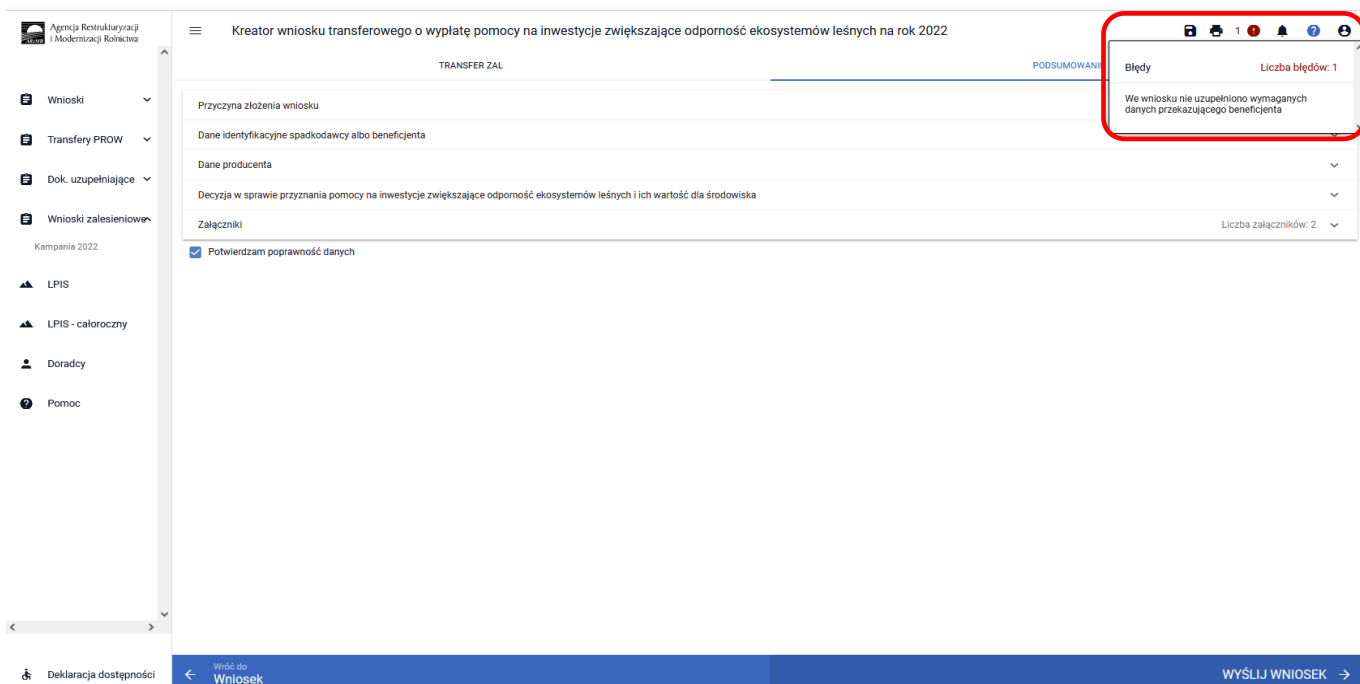 Agencja Restrukturyzacji
i Modernizacji Rolnictwa
Kreator wniosku transferowego o wypłatę pomocy na inwestycje zwiększające odporność ekosystemów leśnych na rok 2022
1
TRANSFER ZAL
PODSUMOWANIE
Błędy
Liczba błędów: 1
We wniosku nie uzupełniono wymaganych
danych przekazującego beneficjenta
Wnioski
Transfery PROW
Dok. uzupełniające
Wnioski zalesieniowe
Kampania 2022
LPIS
LPIS - całoroczny
Doradcy
Pomoc
Przyczyna złożenia wniosku
Dane identyfikacyjne spadkodawcy albo beneficjenta
Dane producenta
Decyzja w sprawie przyznania pomocy na inwestycje zwiększające odporność ekosystemów leśnych i ich wartość dla środowiska
Załączniki
Liczba załączników: 2
Potwierdzam poprawność danych
Deklaracja dostępności
Wróć do
Wniosek
WYŚLIJ WNIOSEK